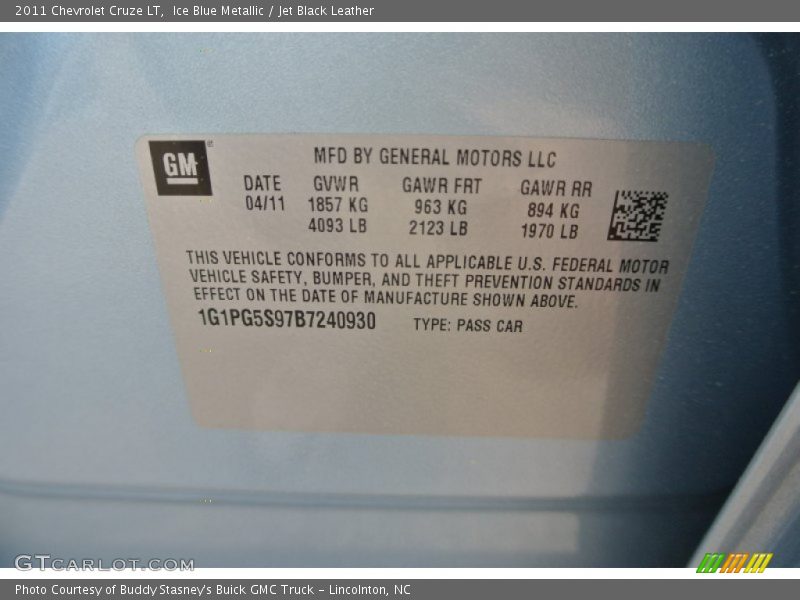 2011 Chevrolet Cruze LT, Ice Blue Metallic / Jet Black Leather
GM
MFD BY GENERAL MOTORS LLC
DATE GVWR GAWR FRT GAWR RR
04/11 1857 KG 963 KG 894 KG
4093 LB 2123 LB 1970 LB
THIS VEHICLE CONFORMS TO ALL APPLICABLE U.S. FEDERAL MOTOR
VEHICLE SAFETY, BUMPER, AND THEFT PREVENTION STANDARDS IN
EFFECT ON THE DATE OF MANUFACTURE SHOWN ABOVE.
1G1PG5S97B7240930 TYPE: PASS CAR
GTCARLOT.COM
Photo Courtesy of Buddy Stasney's Buick GMC Truck - Lincolnton, NC